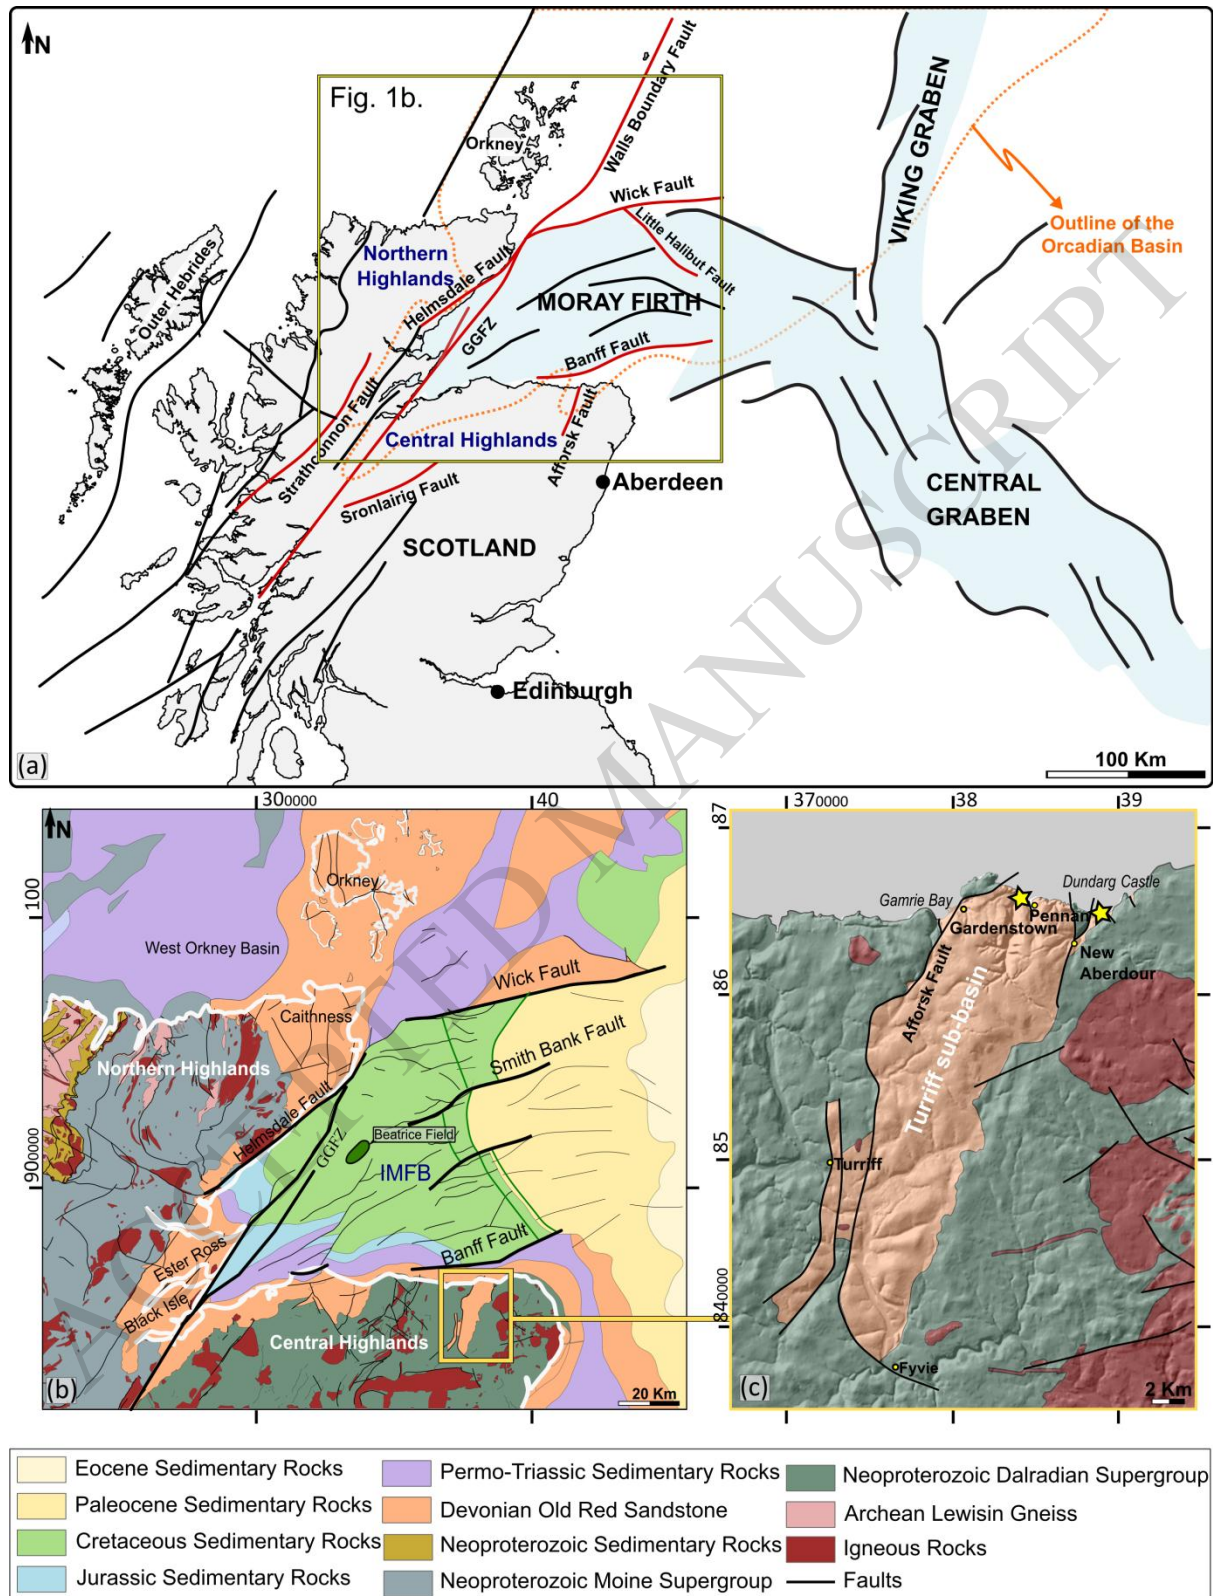 N
Fig. 1b.
Orkney
Walls Boundary Fault
Wick Fault
Little Halibut Fault
VIKING GRABEN
Outline of the
Orcadian Basin
Outer Hebrides
Northern
Highlands
Helmsdale Fault
MORAY FIRTH
GGFZ
Banff Fault
Strathconnon Fault
Central Highlands
Afforsk Fault
Sronlairig Fault
Aberdeen
CENTRAL
GRABEN
SCOTLAND
Edinburgh
(a)
100 Km
ACCEPTED MANUSCRIPT
300000
40
N
1100
900000
Orkney
West Orkney Basin
Wick Fault
Caithness
Smith Bank Fault
Northern Highlands
Helmsdale Fault
GGFZ
Beatrice Field
IMFB
Banff Fault
Ester Ross
Black Isle
Central Highlands
(b)
20 Km
370000
38
39
87
86
85
840000
Gamrie Bay
Dundarg Castle
Gardenstown
Pennan
New
Aberdour
Afforsk Fault
Turriff sub-basin
Turriff
Fyvie
(c)
2 Km
Eocene Sedimentary Rocks
Paleocene Sedimentary Rocks
Cretaceous Sedimentary Rocks
Jurassic Sedimentary Rocks
Permo-Triassic Sedimentary Rocks
Devonian Old Red Sandstone
Neoproterozoic Sedimentary Rocks
Neoproterozoic Moine Supergroup
Neoproterozoic Dalradian Supergroup
Archean Lewisin Gneiss
Igneous Rocks
Faults